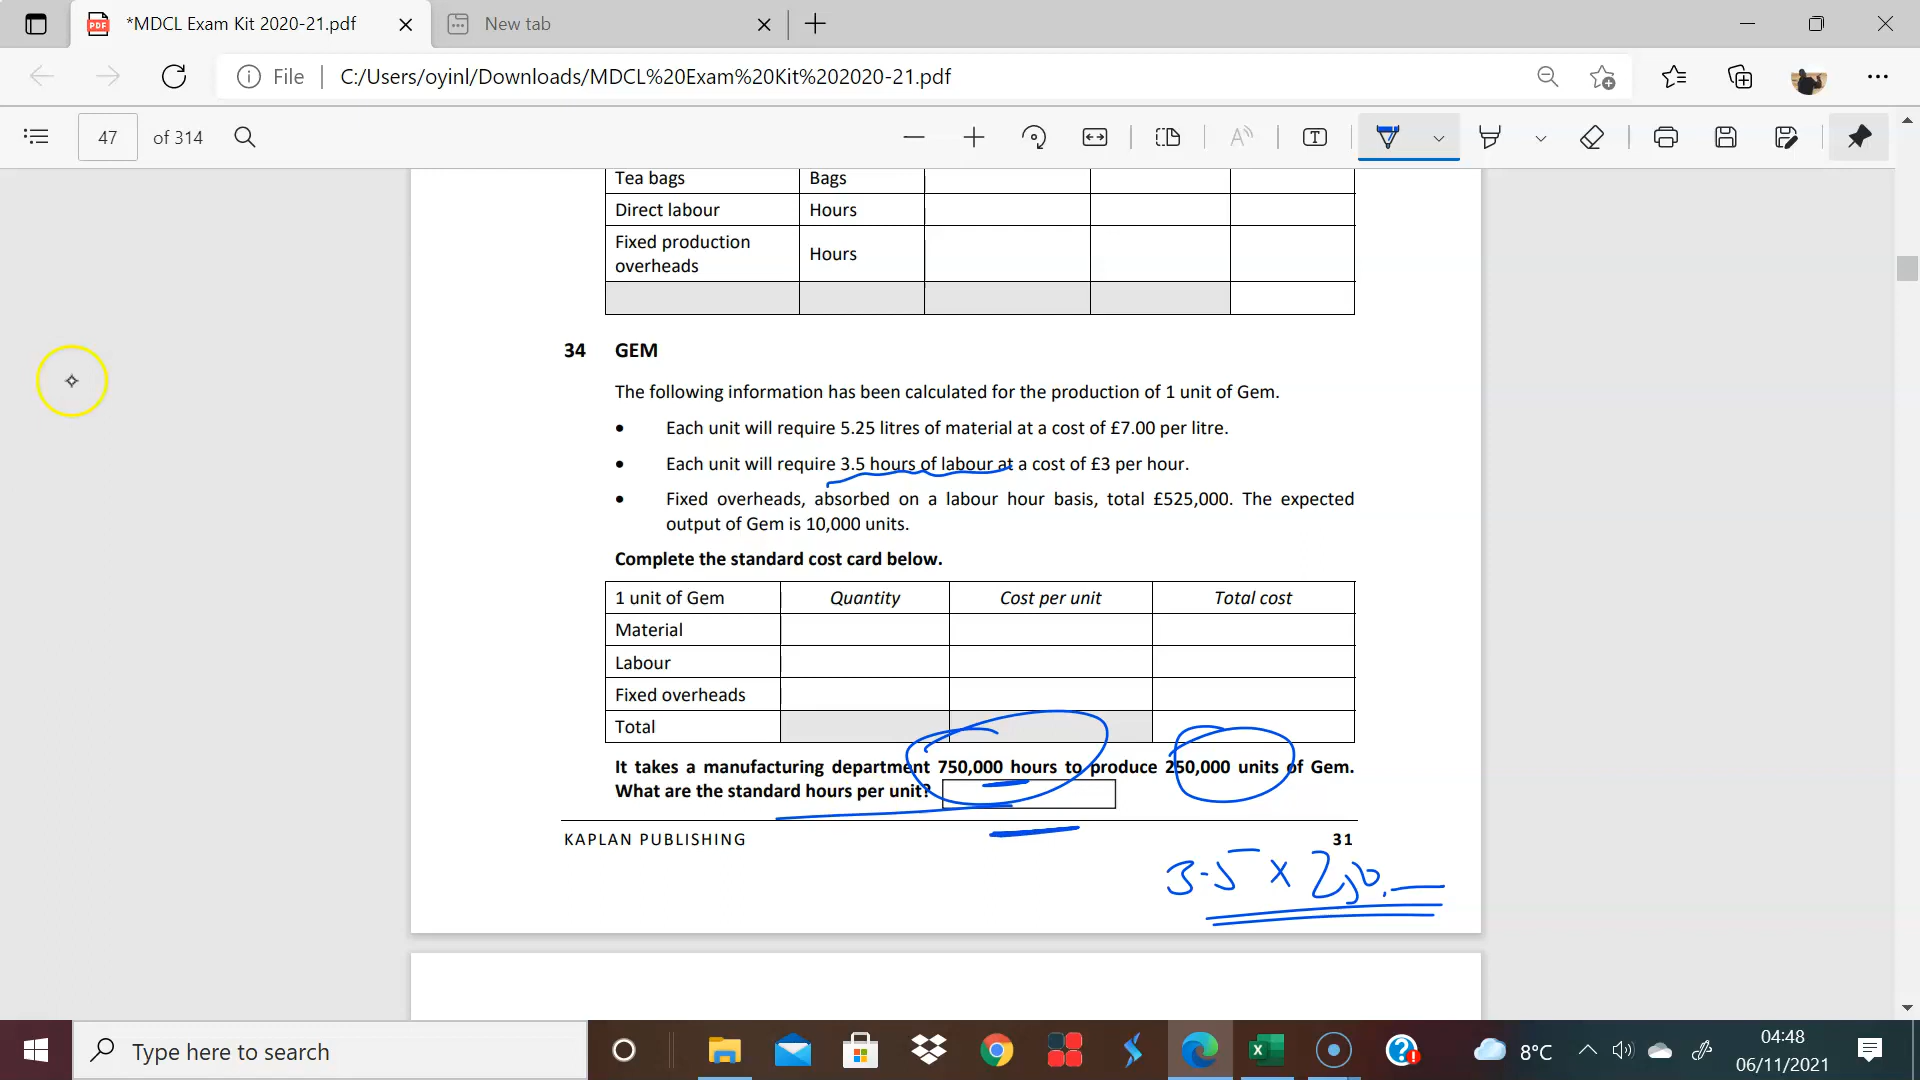 *MDCL Exam Kit 2020-21.pdf
New tab
File
C:/Users/oyinl/Downloads/MDCL%20Exam%20Kit%202020-21.pdf
47 of 314
Tea bags Bags
Direct labour Hours
Fixed production overheads Hours
34 GEM
The following information has been calculated for the production of 1 unit of Gem.
• Each unit will require 5.25 litres of material at a cost of £7.00 per litre.
• Each unit will require 3.5 hours of labour at a cost of £3 per hour.
• Fixed overheads, absorbed on a labour hour basis, total £525,000. The expected
output of Gem is 10,000 units.
Complete the standard cost card below.
1 unit of Gem Quantity Cost per unit Total cost
Material
Labour
Fixed overheads
Total
It takes a manufacturing department 750,000 hours to produce 250,000 units of Gem.
What are the standard hours per unit?
KAPLAN PUBLISHING 31
3.5 x
Type here to search
8°C
04:48
06/11/2021